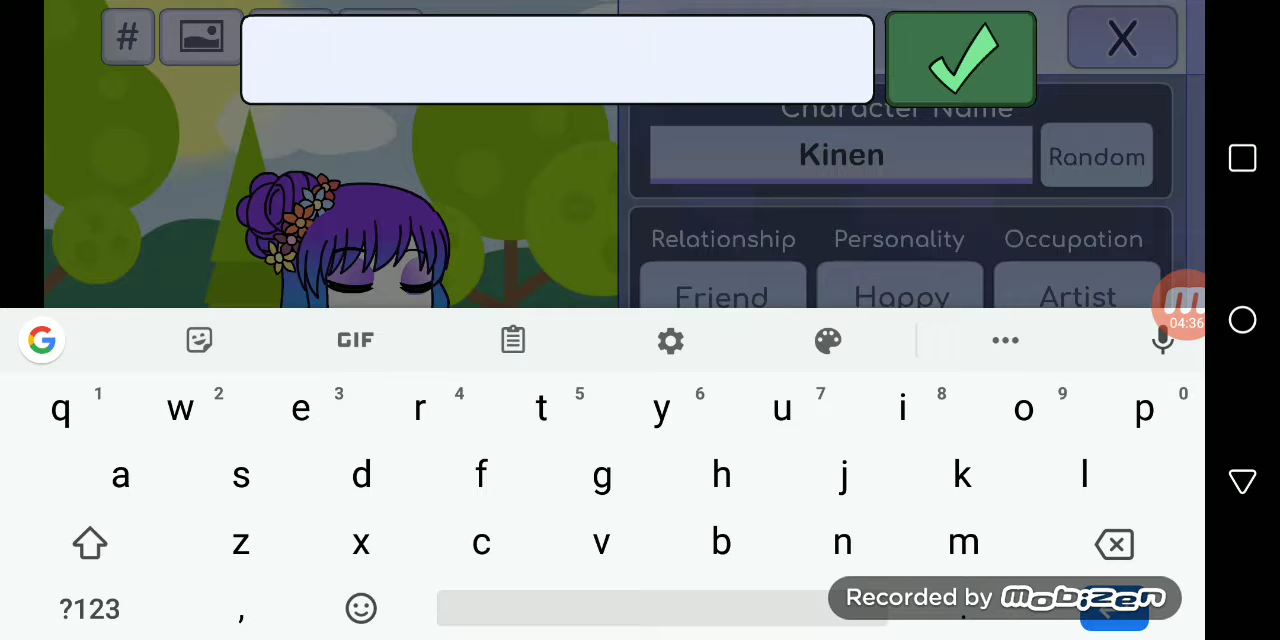 #
X
Character Name
Kinen
Random
Relationship Personality Occupation
Friend Happy Artist
04:36
G GIF
q 1 w 2 e 3 r 4 t 5 y 6 u 7 i 8 o 9 p 0
a s d f g h j k l
z x c v b n m
?123 , .
Recorded by mobizen